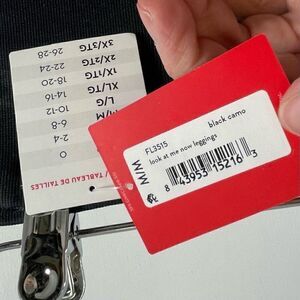 3X/3TG
26-28
2X/2TG
22-24
1X/1TG
18-20
XL/TG
14-16
L/G
10-12
M/M
6-8
2-4
0
/ TABLEAU DE TAILLES
FL3515
black camo
look at me now leggings
M/M
8 43953 15216 3